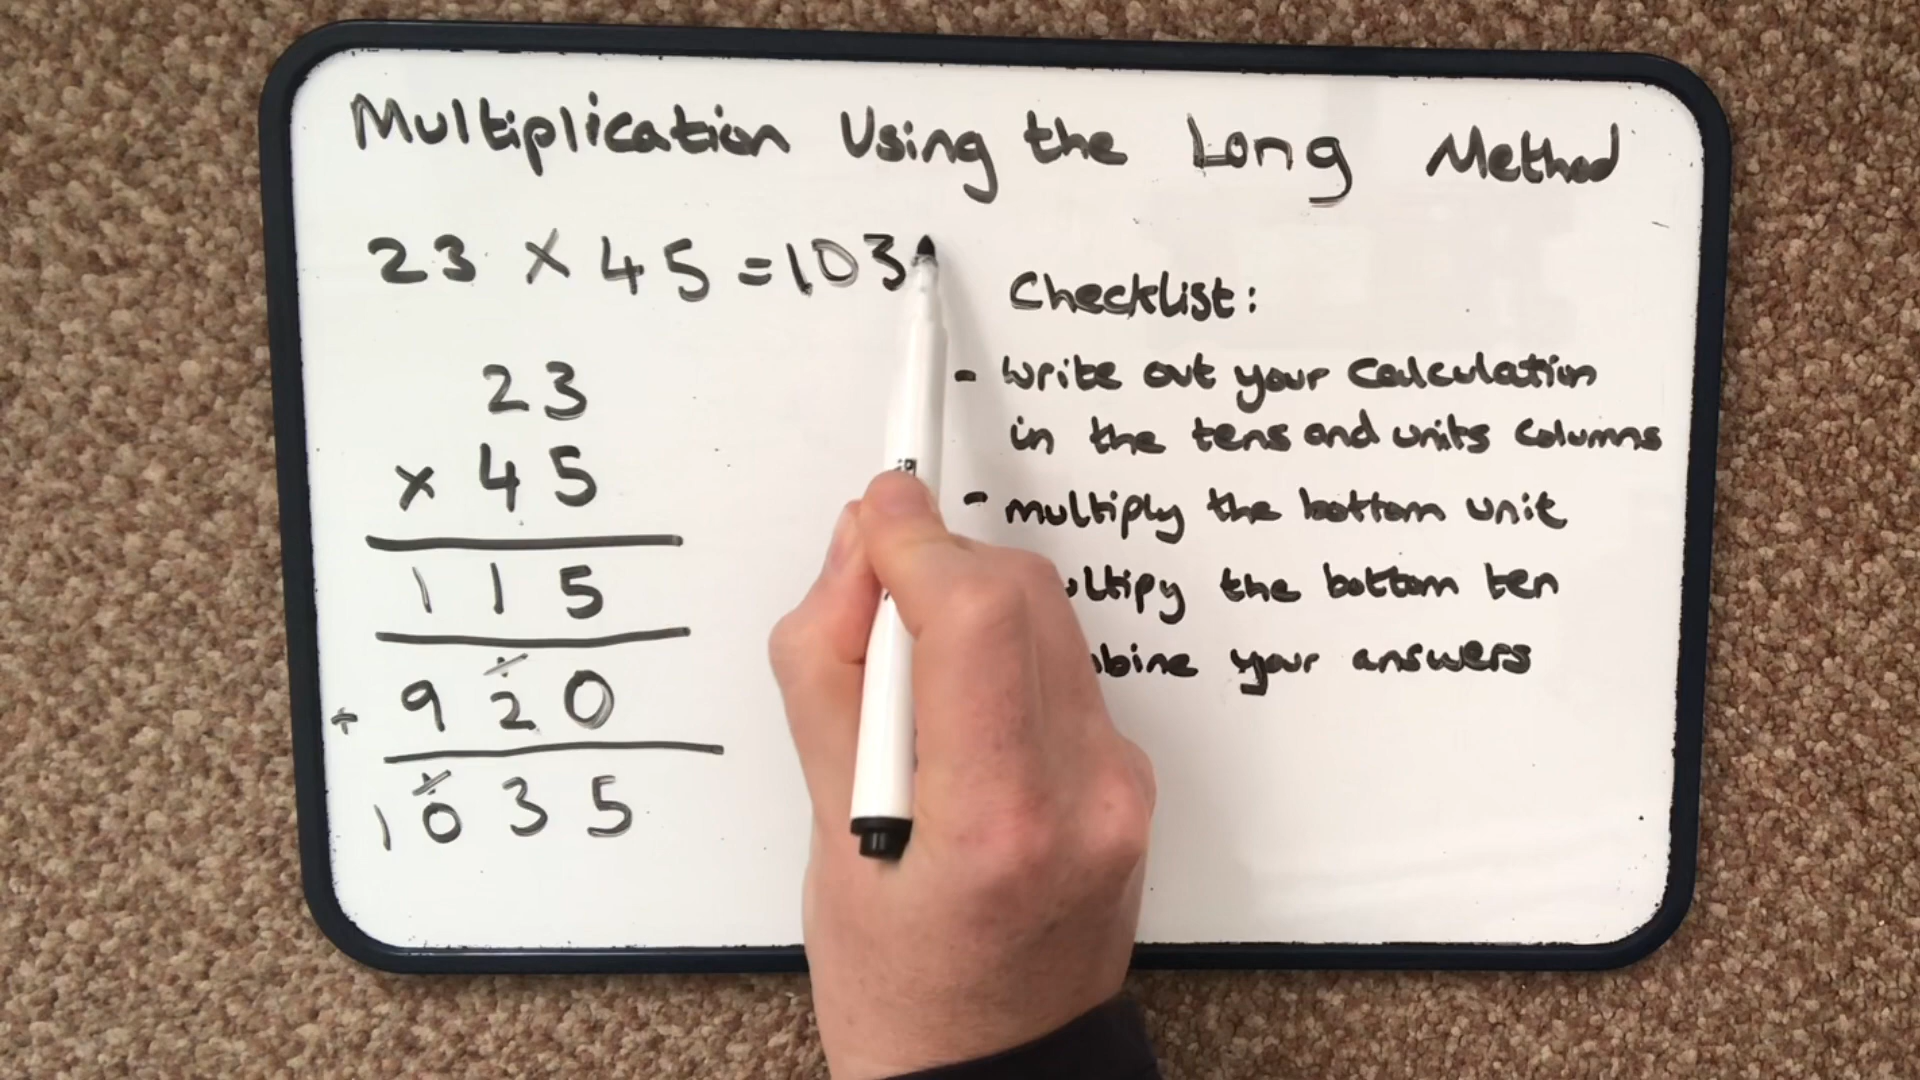 Multiplication Using the Long Method
23 × 45 = 103
23
× 45
115
+ 920
1035
Checklist:
- write out your calculation
in the tens and units columns
- multiply the bottom unit
the bottom ten
your answers